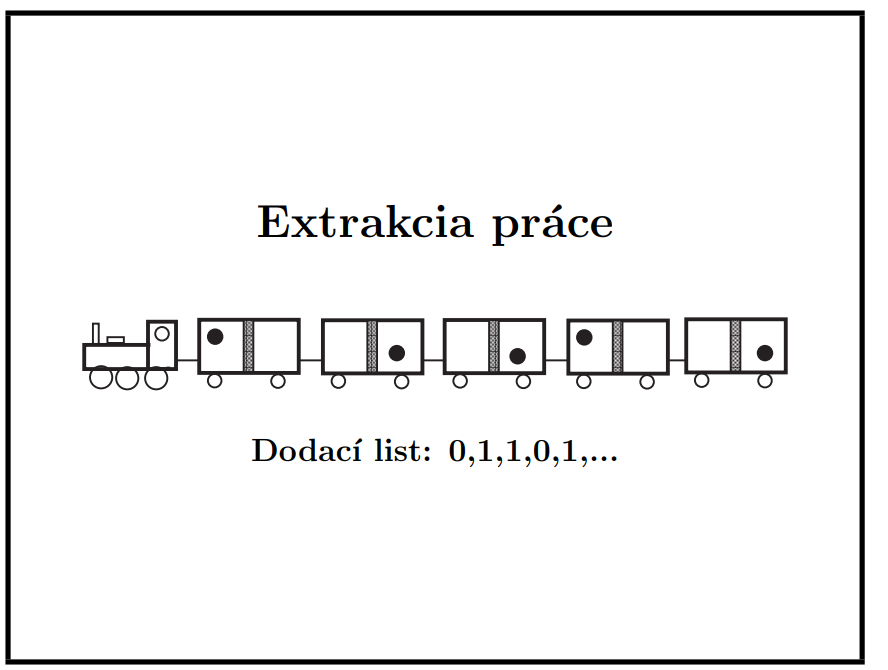 Extrakcia práce
Dodací list: 0,1,1,0,1,...